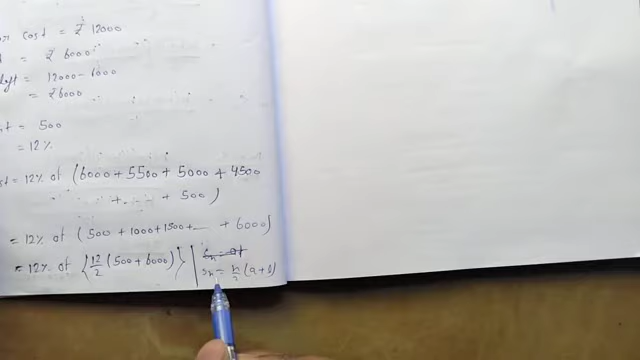 cost = ₹ 12000
= ₹ 6000
left = 12000 - 6000
= ₹6000
= 500
= 12%
= 12% of (6000 + 5500 + 5000 + 4500
+ ... + 500)
= 12% of (500 + 1000 + 1500 + ... + 6000)
= 12% of {12/2 (500 + 6000)} | Sn = n/2 (a + l)